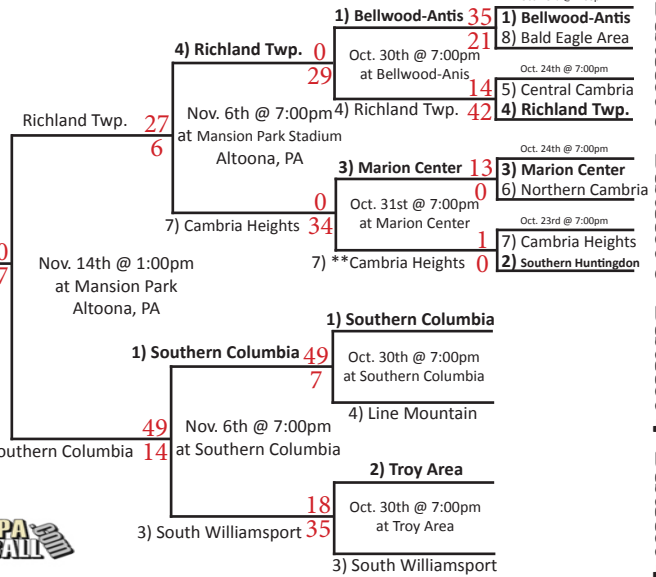 1) Bellwood-Antis 35
21
1) Bellwood-Antis
8) Bald Eagle Area
4) Richland Twp. 0
29
Oct. 30th @ 7:00pm
at Bellwood-Anis
Oct. 24th @ 7:00pm
14
42
5) Central Cambria
4) Richland Twp.
4) Richland Twp.
Richland Twp. 27
6
Nov. 6th @ 7:00pm
at Mansion Park Stadium
Altoona, PA
Oct. 24th @ 7:00pm
3) Marion Center 13
0
3) Marion Center
6) Northern Cambria
0
34
7) Cambria Heights
Oct. 31st @ 7:00pm
at Marion Center
Oct. 23rd @ 7:00pm
1
0
7) Cambria Heights
2) Southern Huntingdon
7) **Cambria Heights
0
7
Nov. 14th @ 1:00pm
at Mansion Park
Altoona, PA
1) Southern Columbia
1) Southern Columbia 49
7
Oct. 30th @ 7:00pm
at Southern Columbia
4) Line Mountain
49
14
outhern Columbia
Nov. 6th @ 7:00pm
at Southern Columbia
2) Troy Area
18
35
3) South Williamsport
Oct. 30th @ 7:00pm
at Troy Area
3) South Williamsport
PA
.COM